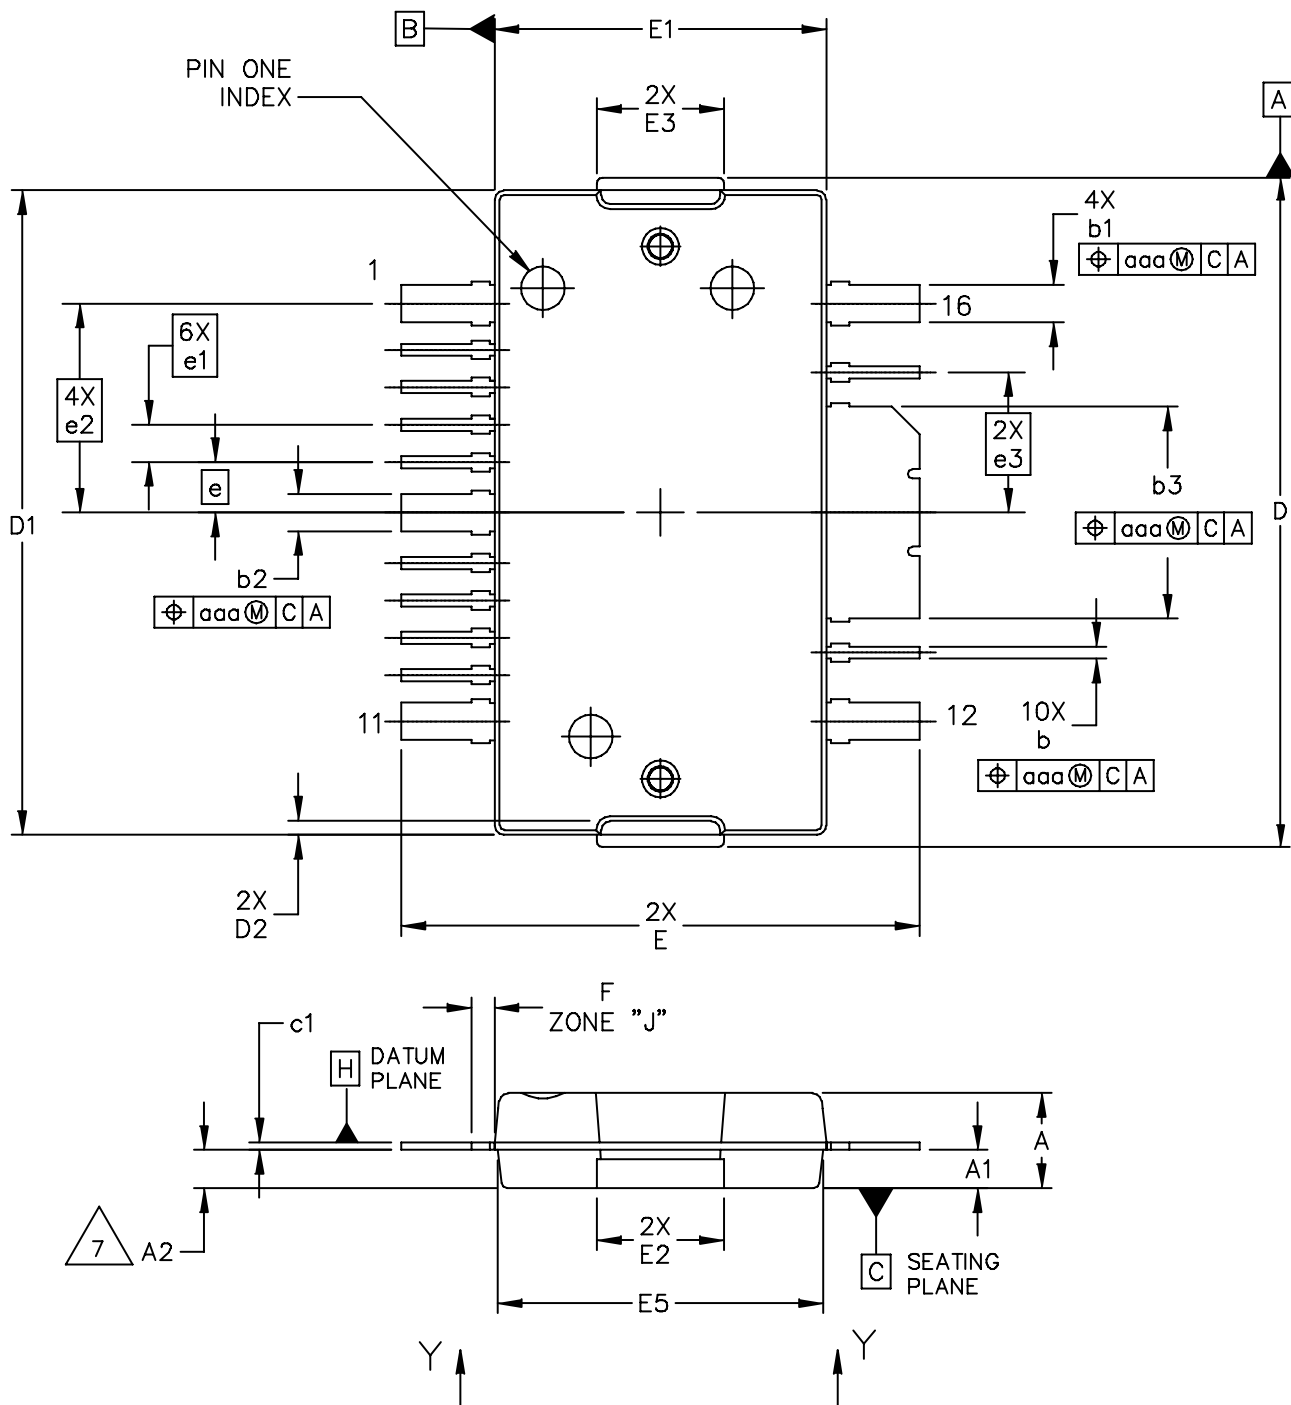 B
E1
PIN ONE
INDEX
2X
E3
A
4X
b1
⌖ aaa Ⓜ C A
1
16
6X
e1
4X
e2
2X
e3
e
b3
D1
D
⌖ aaa Ⓜ C A
b2
⌖ aaa Ⓜ C A
11
12
10X
b
⌖ aaa Ⓜ C A
2X
D2
2X
E
F
ZONE "J"
c1
H
DATUM
PLANE
A
A1
7
A2
2X
E2
C
SEATING
PLANE
E5
Y
Y